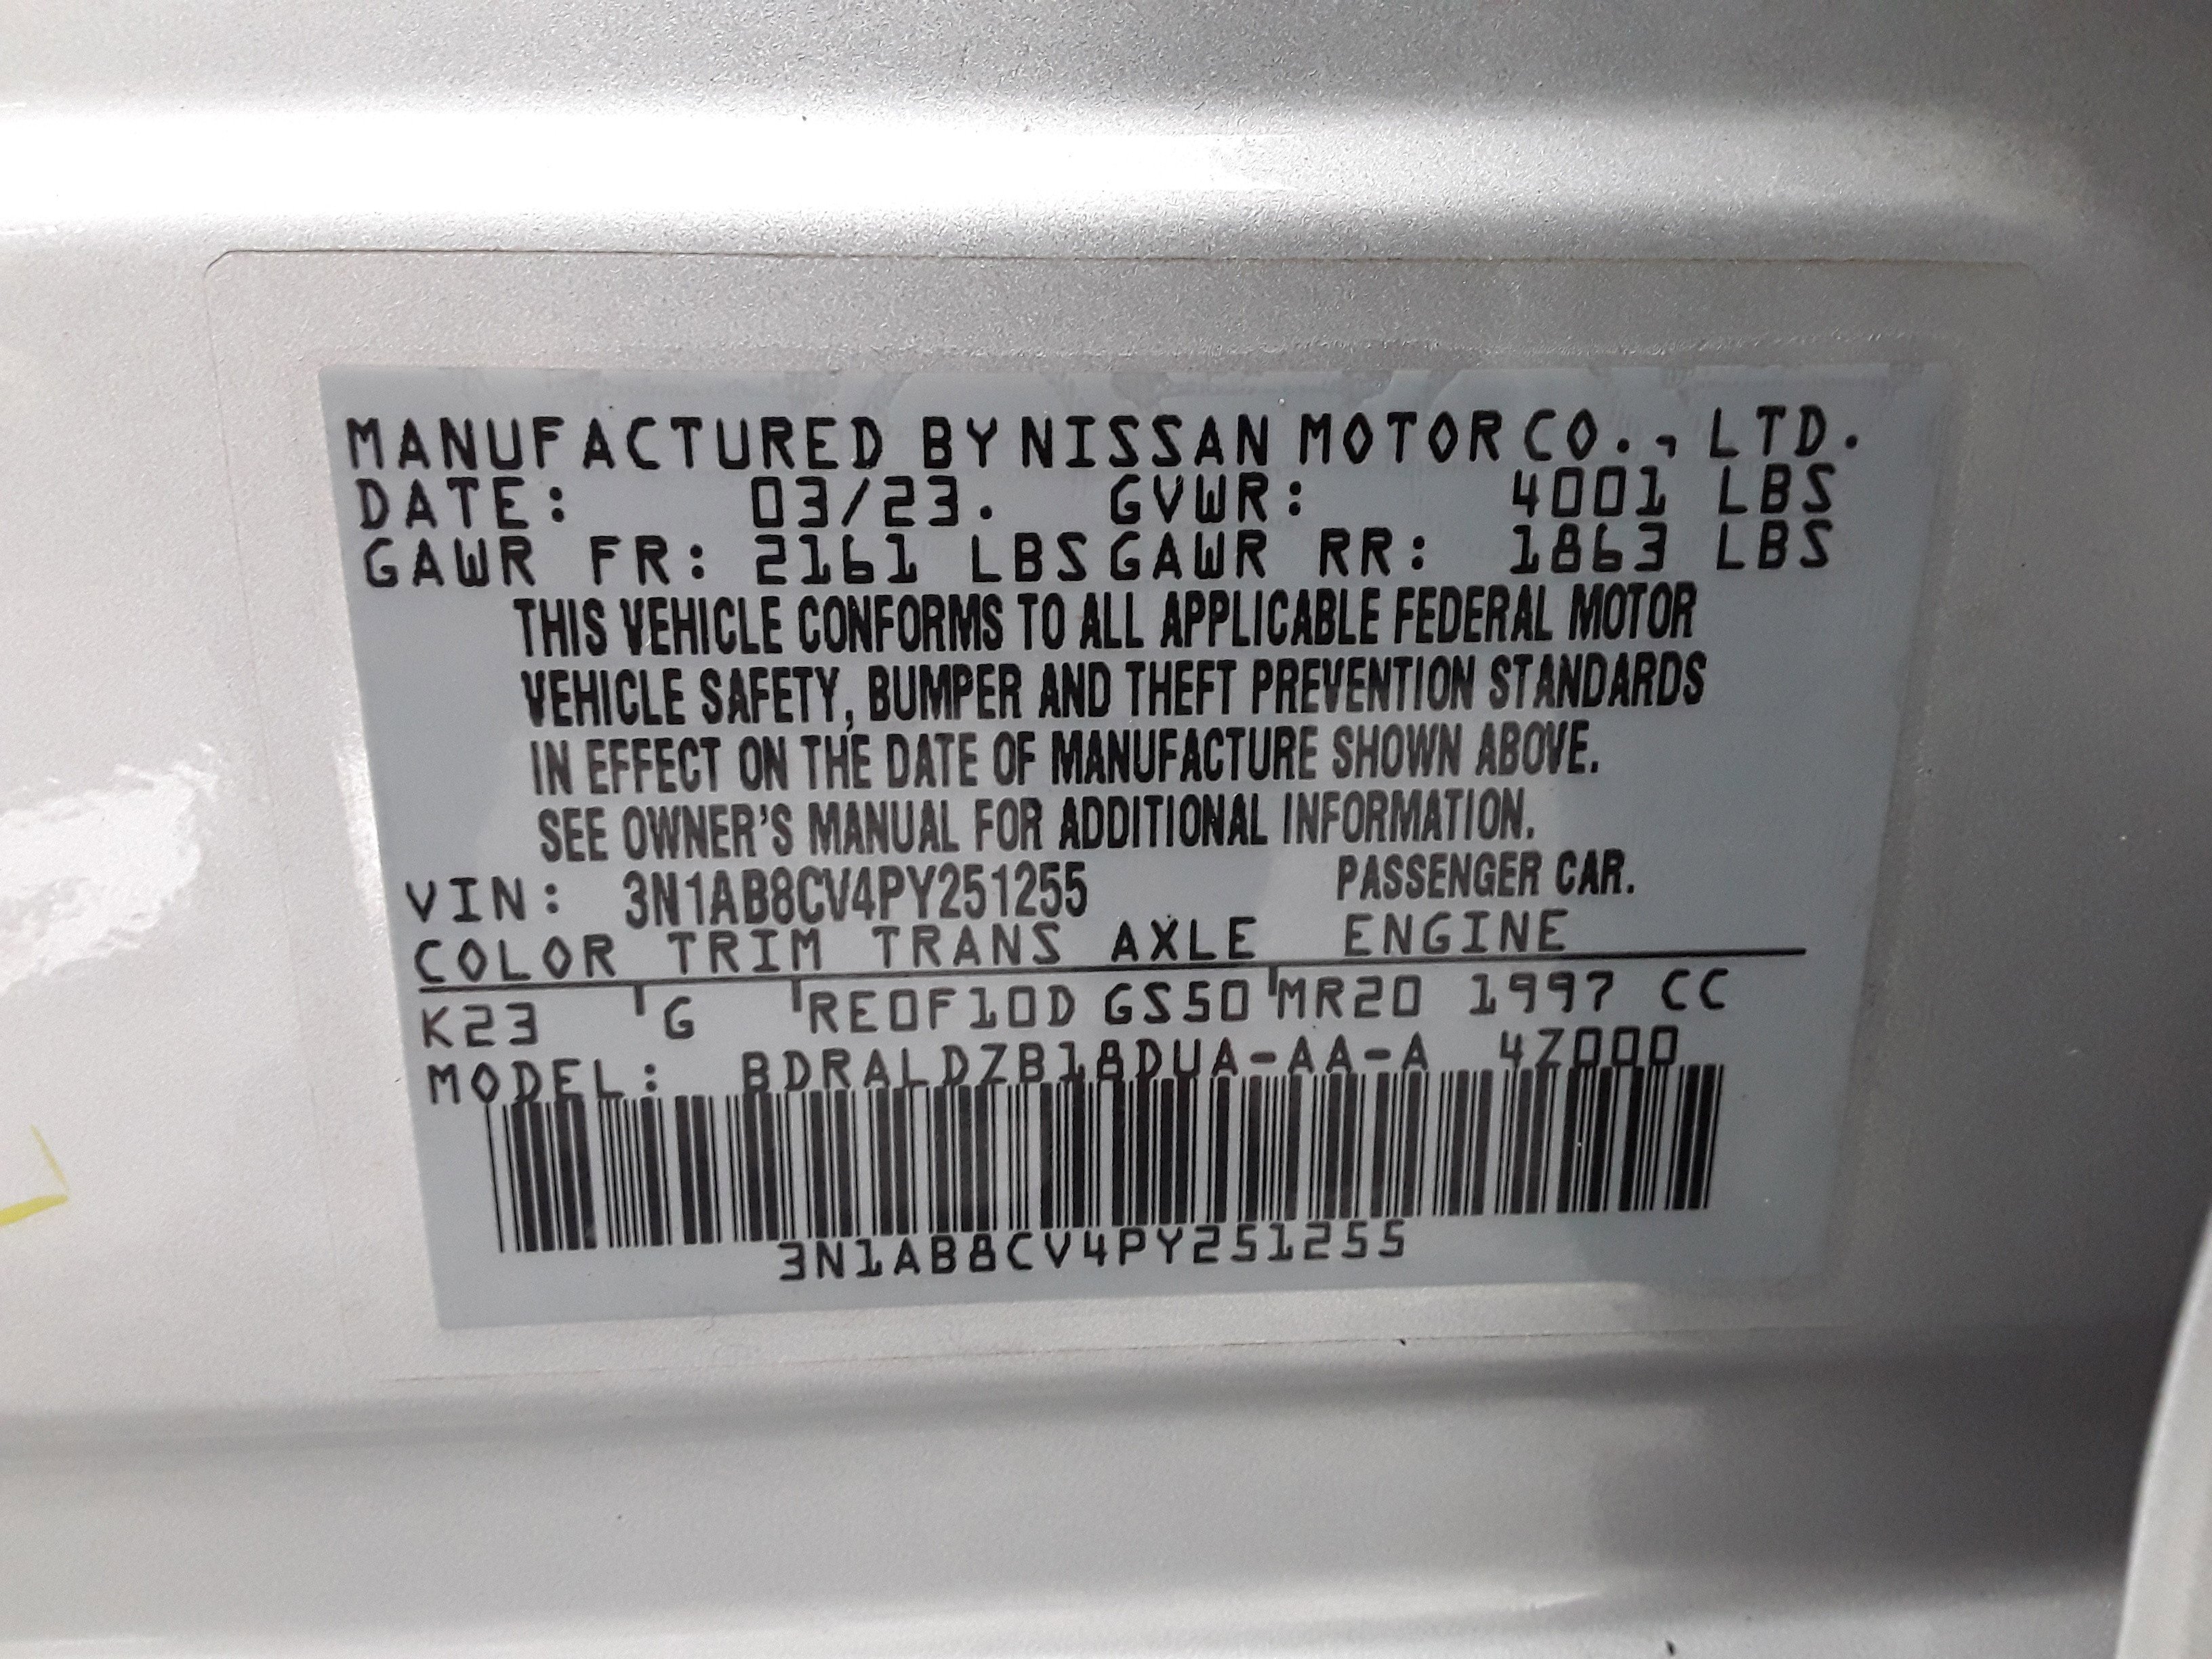 MANUFACTURED BY NISSAN MOTOR CO., LTD.
DATE: 03/23. GVWR: 4001 LBS
GAWR FR: 2161 LBS GAWR RR: 1863 LBS
THIS VEHICLE CONFORMS TO ALL APPLICABLE FEDERAL MOTOR
VEHICLE SAFETY, BUMPER AND THEFT PREVENTION STANDARDS
IN EFFECT ON THE DATE OF MANUFACTURE SHOWN ABOVE.
SEE OWNER'S MANUAL FOR ADDITIONAL INFORMATION.
VIN: 3N1AB8CV4PY251255 PASSENGER CAR.
COLOR TRIM TRANS AXLE ENGINE
K23 G RE0F10D GS50 MR20 1997 CC
MODEL: BDRALDZB18DUA-AA-A 4Z000
3N1AB8CV4PY251255